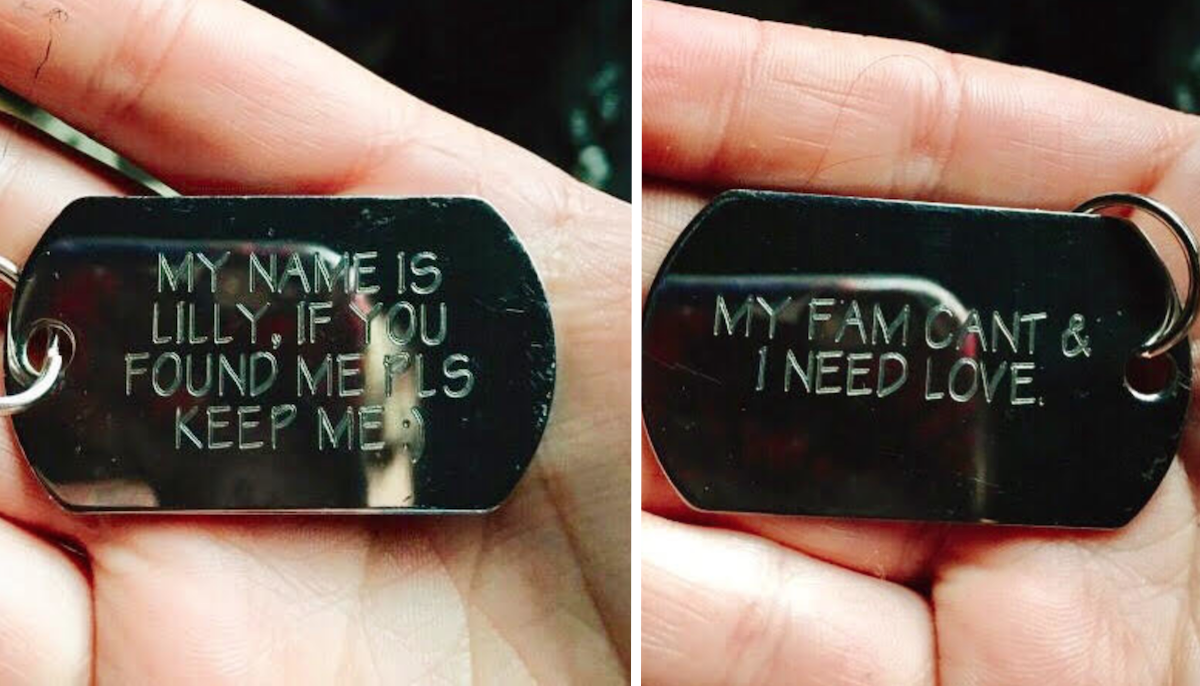 MY NAME IS
LILLY, IF YOU
FOUND ME PLS
KEEP ME :)
MY FAM CANT &
I NEED LOVE.